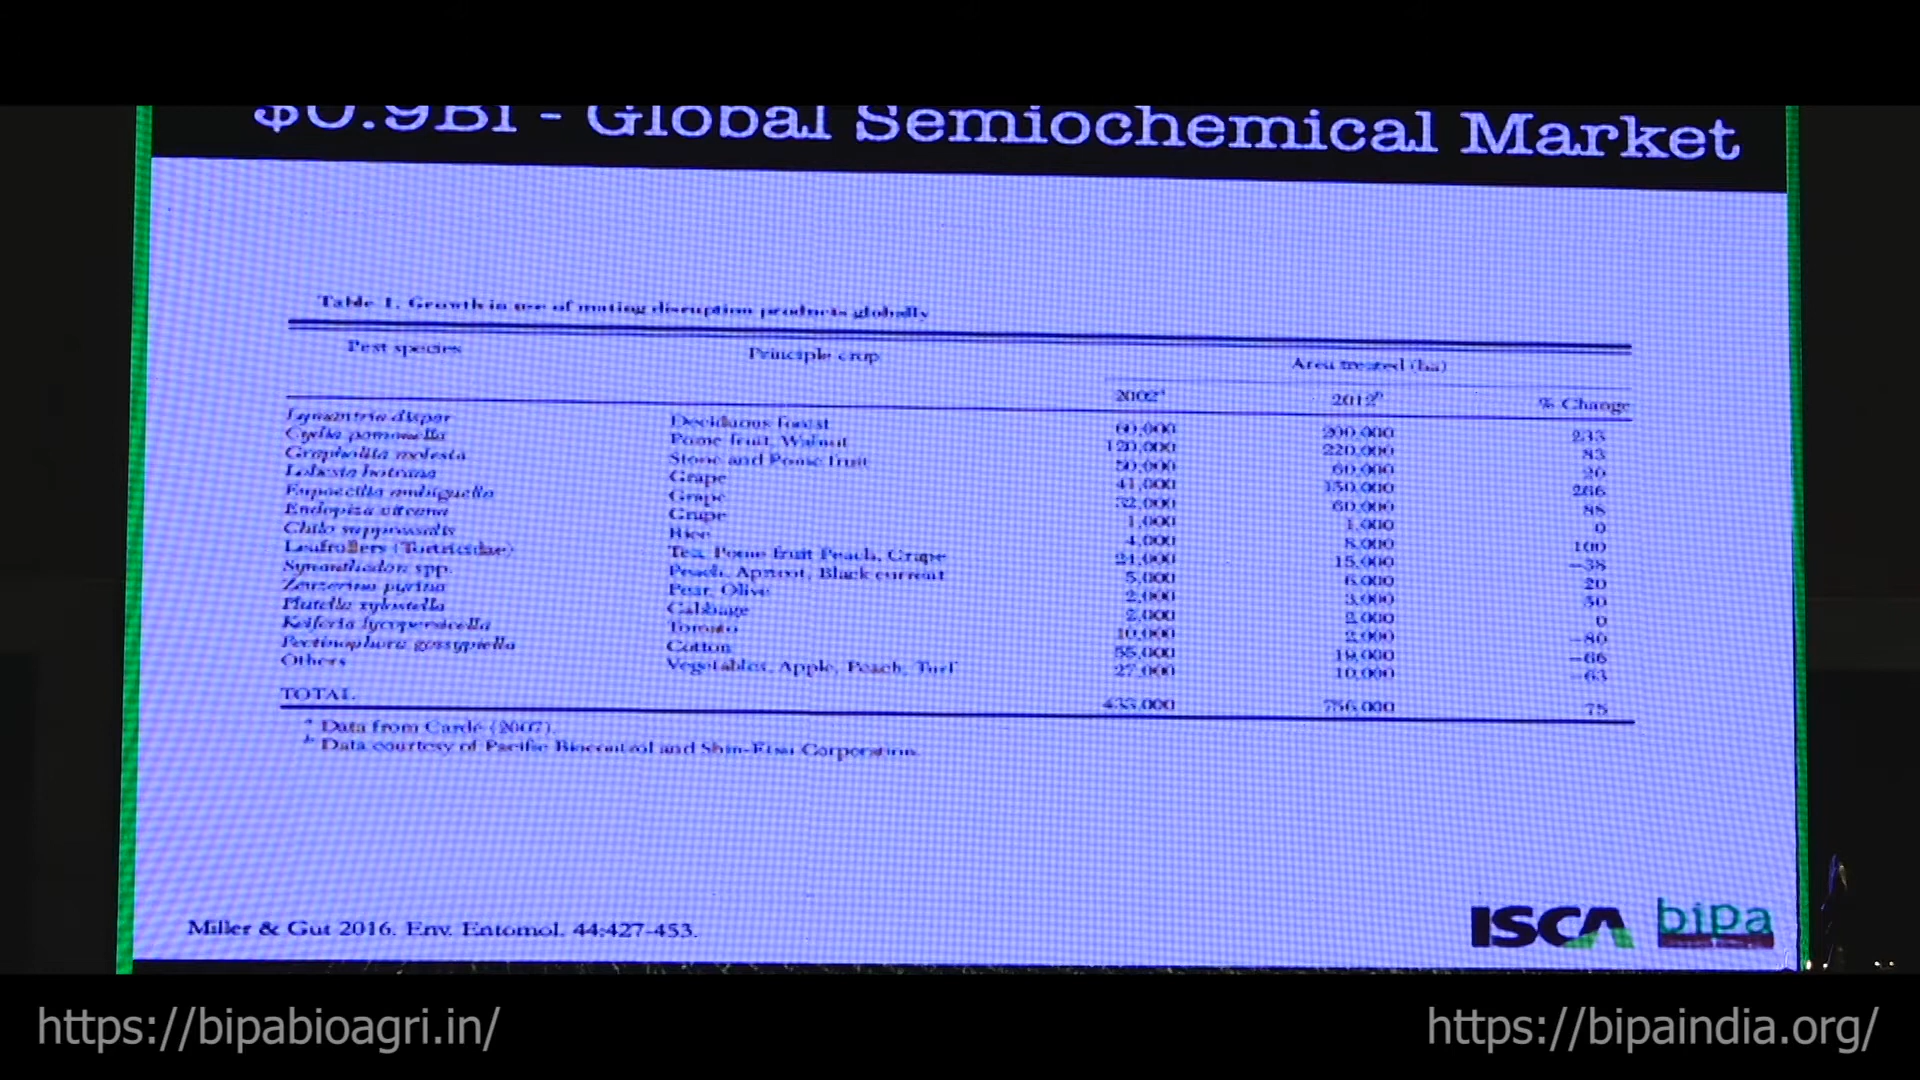 $0.9Bi - Global Semiochemical Market
Table 1. Growth in use of mating disruption products globally
Pest species Principle crop Area treated (ha)
2002a 2012b % Change
Lymantria dispar Deciduous forest 60,000 200,000 233
Cydia pomonella Pome fruit, Walnut 120,000 220,000 83
Grapholita molesta Stone and Pome fruit 50,000 60,000 20
Lobesia botrana Grape 41,000 150,000 266
Eupoecilia ambiguella Grape 32,000 60,000 88
Endopiza viteana Grape 1,000 1,000 0
Chilo suppressalis Rice 4,000 8,000 100
Leafrollers (Tortricidae) Tea, Pome fruit Peach, Grape 24,000 15,000 -38
Synanthedon spp. Peach, Apricot, Black current 5,000 6,000 20
Zeuzerina pyrina Pear, Olive 2,000 3,000 50
Plutella xylostella Cabbage 2,000 2,000 0
Keiferia lycopersicella Tomato 10,000 2,000 -80
Pectinophora gossypiella Cotton 55,000 19,000 -66
Others Vegetables, Apple, Peach, Turf 27,000 10,000 -63
TOTAL 433,000 756,000 75
a Data from Cardé (2007).
b Data courtesy of Pacific Biocontrol and Shin-Etsu Corporation.
Miller & Gut 2016. Env. Entomol. 44:427-453.
ISCA bipa
https://bipabioagri.in/ https://bipaindia.org/